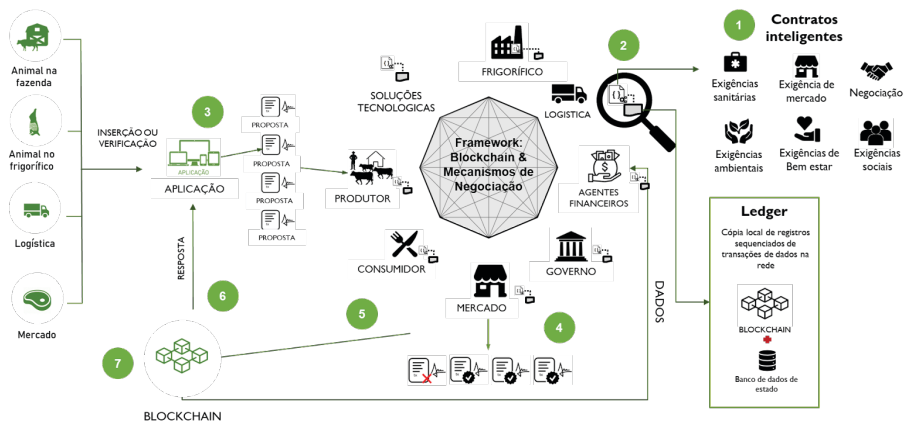 Animal na
fazenda
Animal no
frigorífico
Logística
Mercado
INSERÇÃO OU
VERIFICAÇÃO
3
APLICAÇÃO
APLICAÇÃO
PROPOSTA
PROPOSTA
PROPOSTA
PROPOSTA
RESPOSTA
6
7
BLOCKCHAIN
5
SOLUÇÕES
TECNOLOGICAS
FRIGORÍFICO
2
LOGISTICA
Framework:
Blockchain &
Mecanismos de
Negociação
PRODUTOR
AGENTES
FINANCEIROS
CONSUMIDOR
GOVERNO
MERCADO
4
DADOS
1
Contratos
inteligentes
Exigências
sanitárias
Exigência de
mercado
Negociação
Exigências
ambientais
Exigências de
Bem estar
Exigências
sociais
Ledger
Cópia local de registros
sequenciados de
transações de dados na
rede
BLOCKCHAIN
Banco de dados de
estado